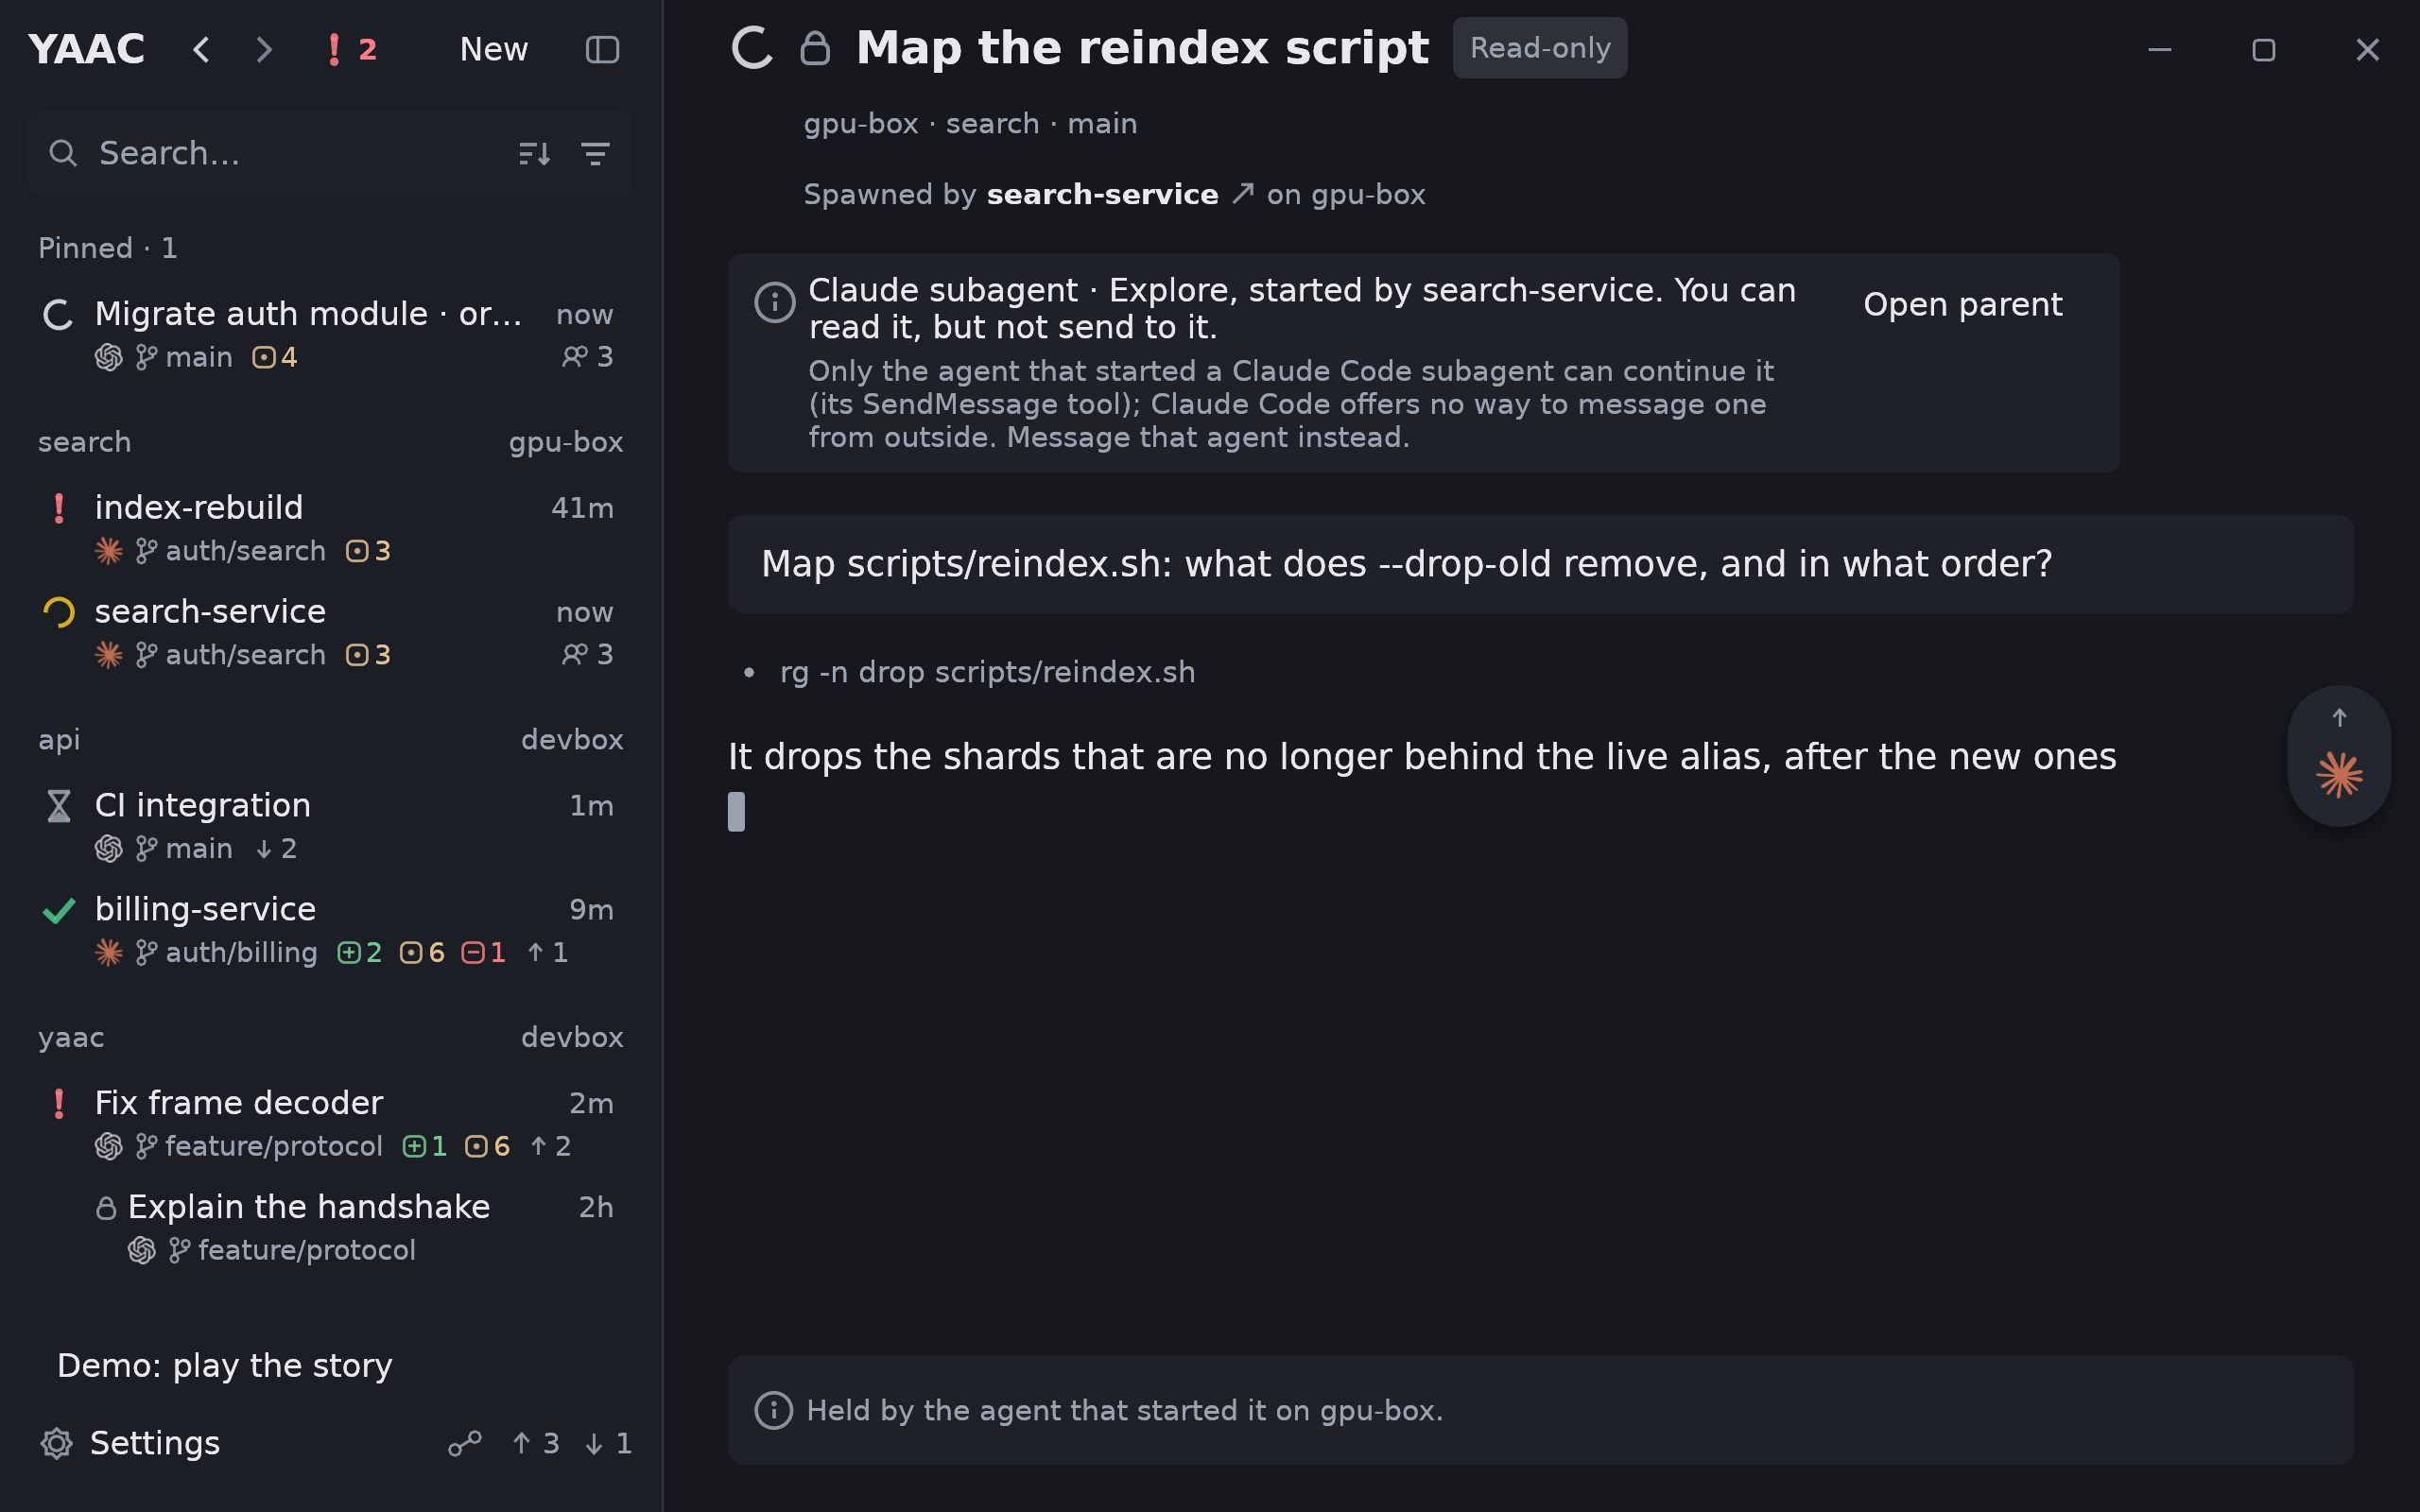 YAAC
2
New
Search...
Pinned · 1
Migrate auth module · or... now
main 4 3
search gpu-box
index-rebuild 41m
auth/search 3
search-service now
auth/search 3 3
api devbox
CI integration 1m
main ↓ 2
billing-service 9m
auth/billing 2 6 1 ↑ 1
yaac devbox
Fix frame decoder 2m
feature/protocol 1 6 ↑ 2
Explain the handshake 2h
feature/protocol
Demo: play the story
Settings ↑ 3 ↓ 1
Map the reindex script Read-only
gpu-box · search · main
Spawned by search-service ↗ on gpu-box
Claude subagent · Explore, started by search-service. You can
read it, but not send to it.
Open parent
Only the agent that started a Claude Code subagent can continue it
(its SendMessage tool); Claude Code offers no way to message one
from outside. Message that agent instead.
Map scripts/reindex.sh: what does --drop-old remove, and in what order?
• rg -n drop scripts/reindex.sh
It drops the shards that are no longer behind the live alias, after the new ones
Held by the agent that started it on gpu-box.